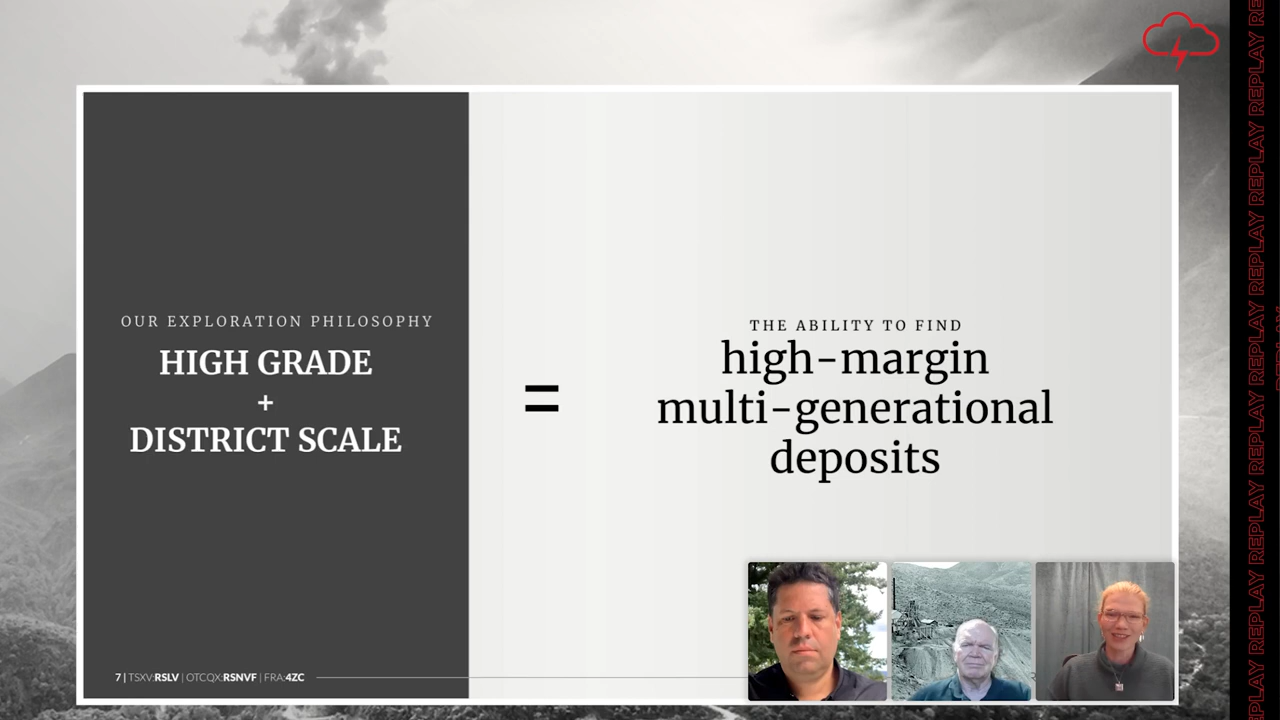 OUR EXPLORATION PHILOSOPHY
HIGH GRADE
+
DISTRICT SCALE
=
THE ABILITY TO FIND
high-margin
multi-generational
deposits
7 | TSXV:RSLV | OTCQX:RSNVF | FRA:4ZC
REPLAY REPLAY REPLAY REPLAY REPLAY REPLAY